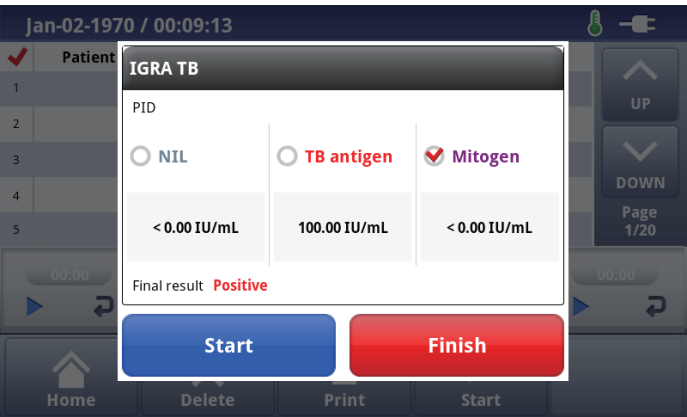 Jan-02-1970 / 00:09:13
Patient
IGRA TB
PID
NIL
TB antigen
Mitogen
< 0.00 IU/mL
100.00 IU/mL
< 0.00 IU/mL
Final result Positive
Start
Finish
1
2
3
4
5
UP
DOWN
Page
1/20
00:00
00:00
Home
Delete
Print
Start